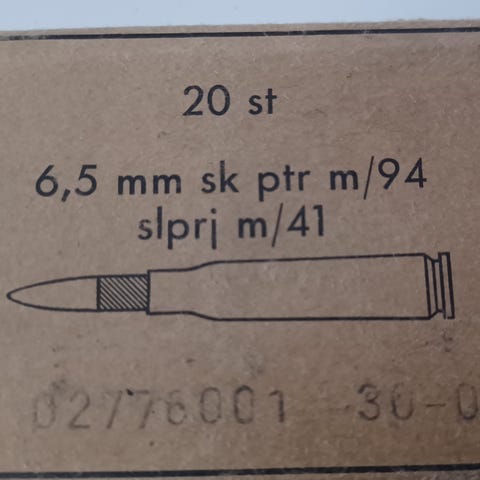 20 st
6,5 mm sk ptr m/94
slprj m/41
02776001 30-0